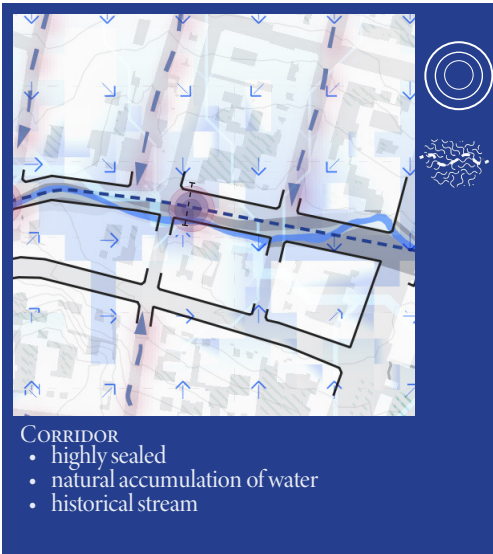 CORRIDOR
• highly sealed
• natural accumulation of water
• historical stream